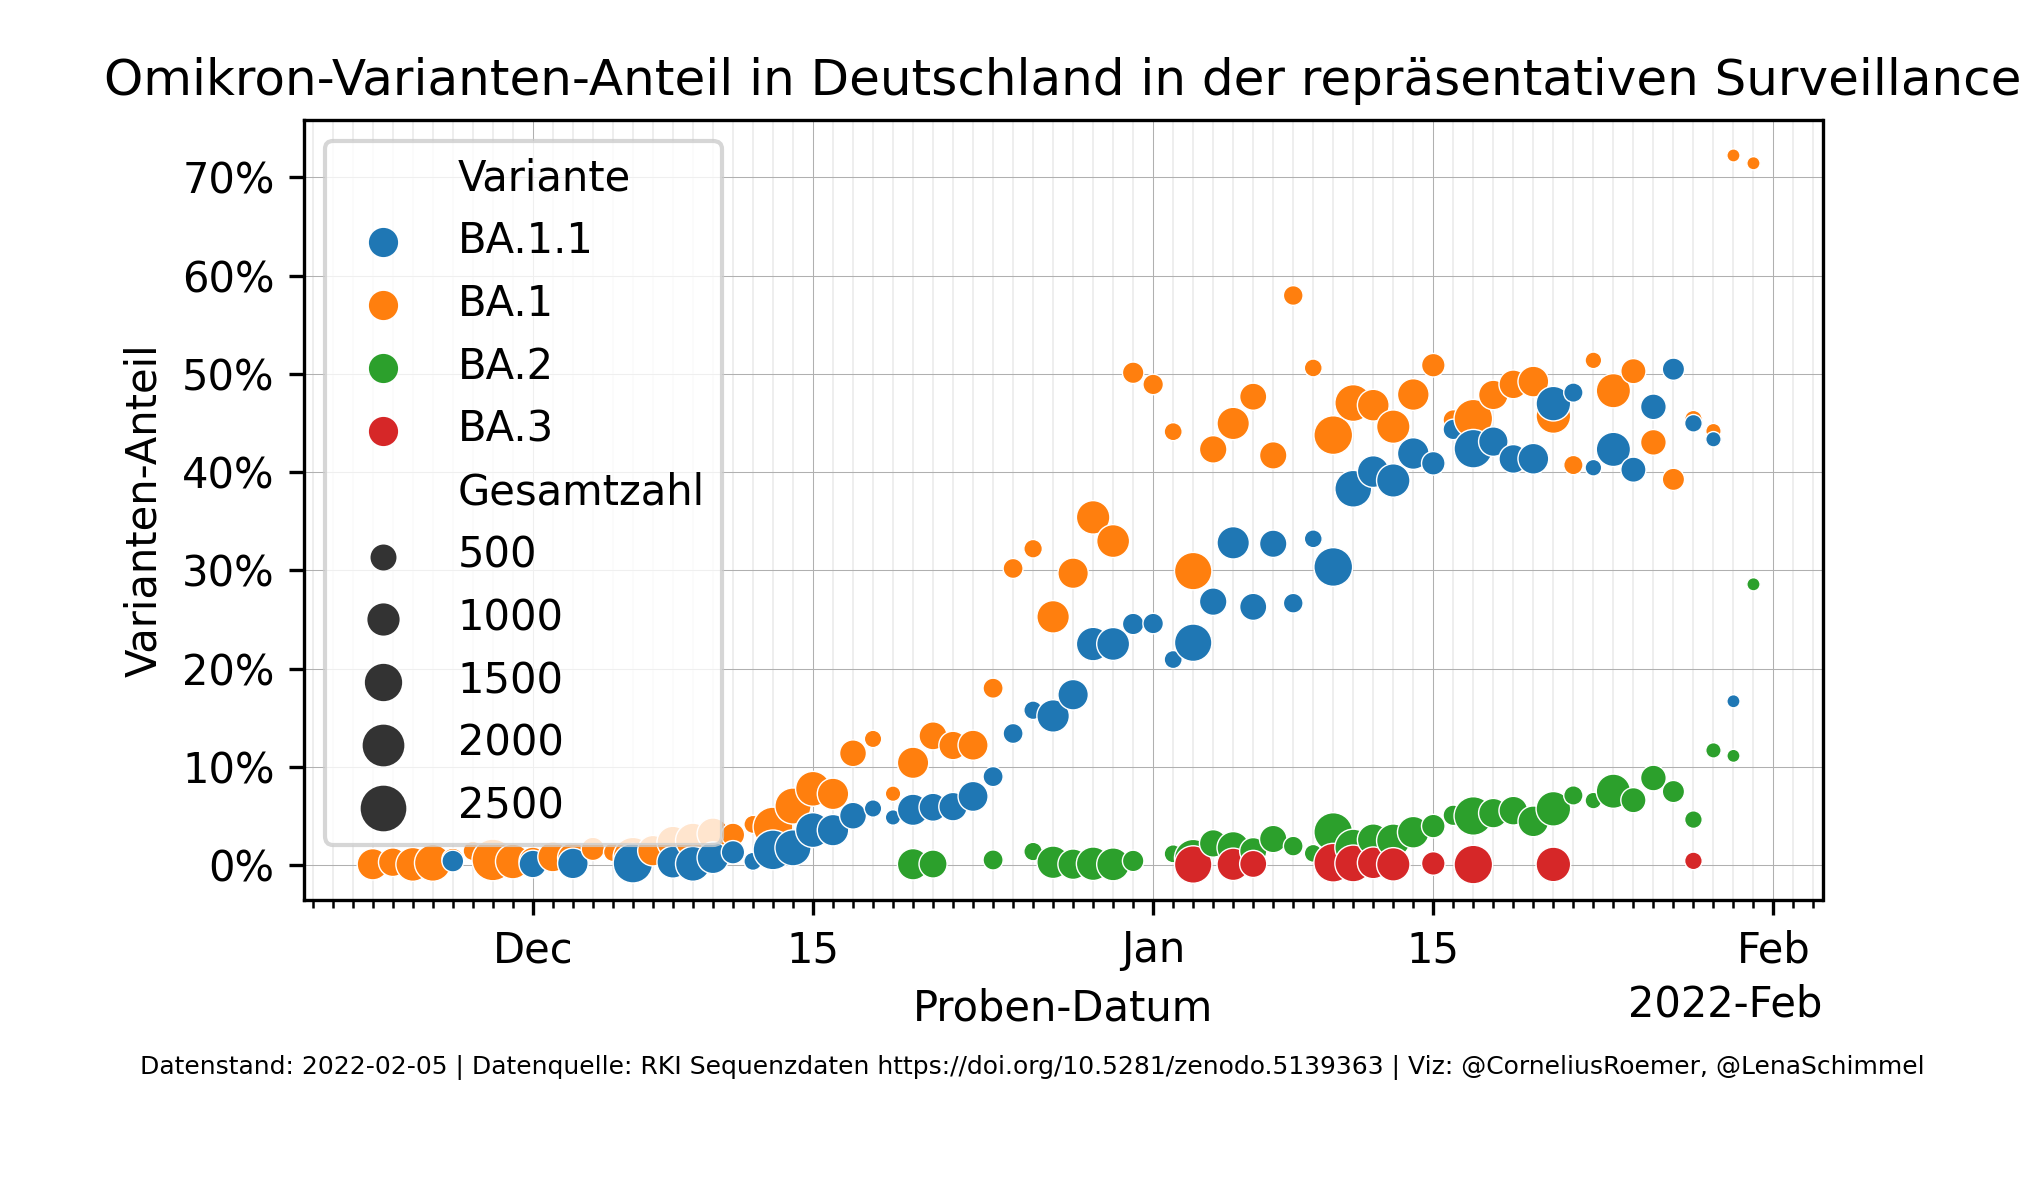 Omikron-Varianten-Anteil in Deutschland in der repräsentativen Surveillance
Varianten-Anteil
70%
60%
50%
40%
30%
20%
10%
0%
Variante
BA.1.1
BA.1
BA.2
BA.3
Gesamtzahl
500
1000
1500
2000
2500
Dec
15
Jan
15
Feb
2022-Feb
Proben-Datum
Datenstand: 2022-02-05 | Datenquelle: RKI Sequenzdaten https://doi.org/10.5281/zenodo.5139363 | Viz: @CorneliusRoemer, @LenaSchimmel